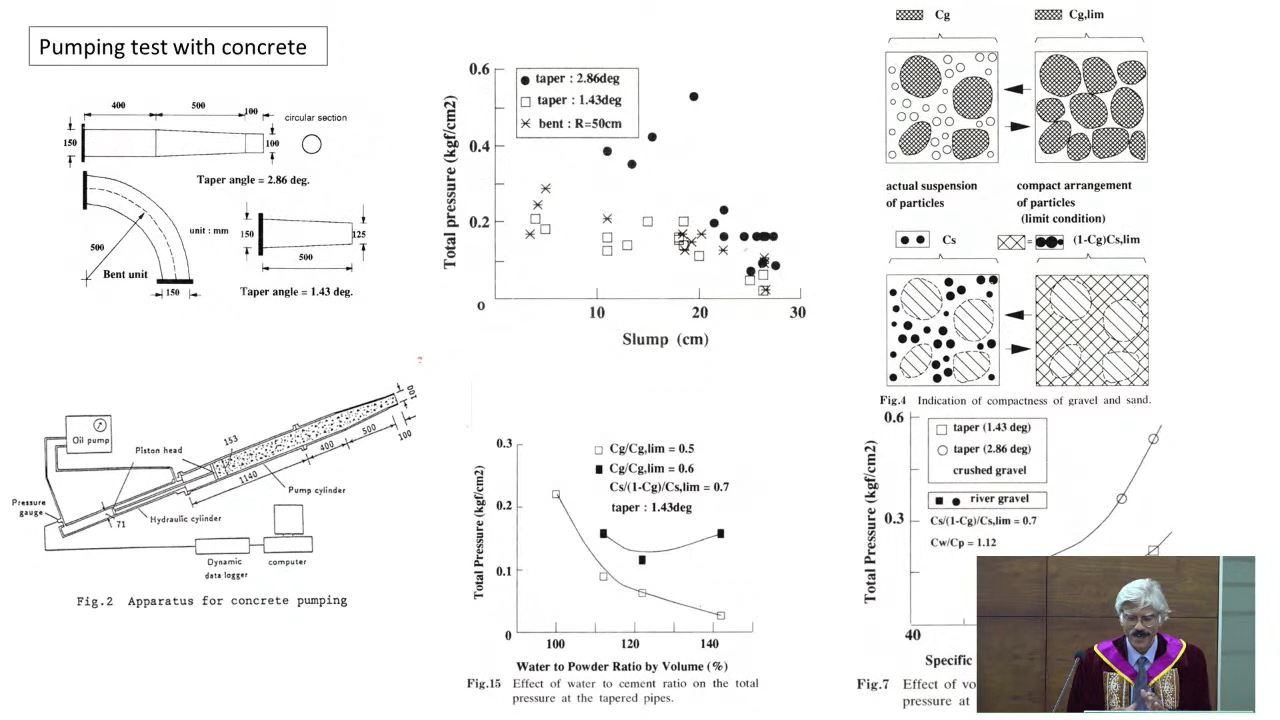 Pumping test with concrete
400
500
100
circular section
150
100
Taper angle = 2.86 deg.
500
Bent unit
150
unit : mm
150
125
500
Taper angle = 1.43 deg.
Oil pump
Piston head
153
1140
400
500
100
100
Pump cylinder
Pressure
gauge
71
Hydraulic cylinder
Dynamic
data logger
computer
Fig.2 Apparatus for concrete pumping
Total pressure (kgf/cm2)
0.6
0.4
0.2
0
10
20
30
Slump (cm)
taper : 2.86deg
taper : 1.43deg
bent : R=50cm
Total Pressure (kgf/cm2)
0.3
0.2
0.1
0
100
120
140
Cg/Cg,lim = 0.5
Cg/Cg,lim = 0.6
Cs/(1-Cg)/Cs,lim = 0.7
taper : 1.43deg
Water to Powder Ratio by Volume (%)
Fig.15 Effect of water to cement ratio on the total
pressure at the tapered pipes.
Cg
Cg,lim
actual suspension
of particles
compact arrangement
of particles
(limit condition)
Cs
= (1-Cg)Cs,lim
Fig.4 Indication of compactness of gravel and sand.
Total Pressure (kgf/cm2)
0.6
0.3
40
taper (1.43 deg)
taper (2.86 deg)
crushed gravel
river gravel
Cs/(1-Cg)/Cs,lim = 0.7
Cw/Cp = 1.12
Specific
Fig.7 Effect of
pressure at